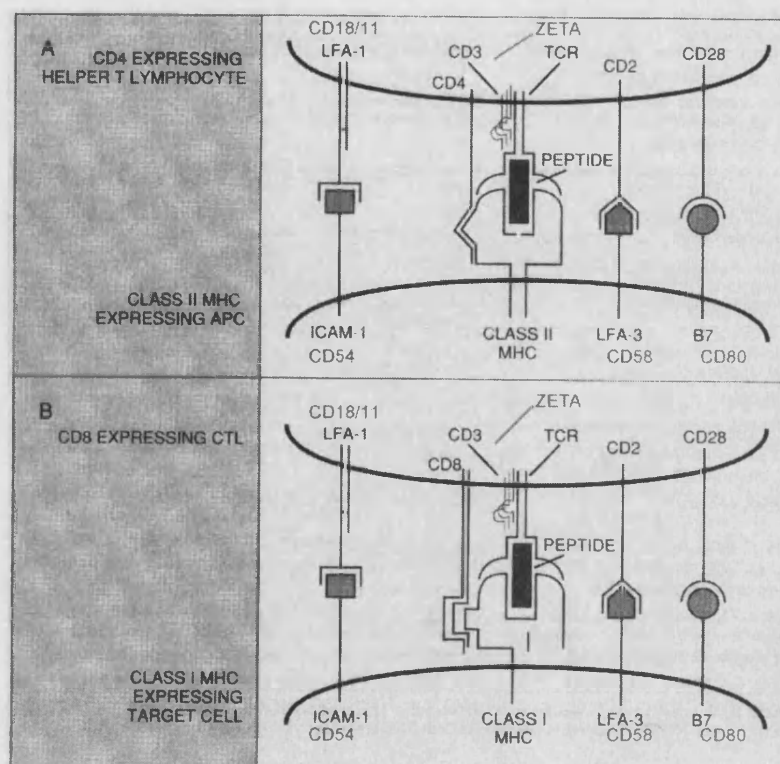 A
CD4 EXPRESSING
HELPER T LYMPHOCYTE
CD18/11
LFA-1
CD4
CD3
ZETA
TCR
CD2
CD28
PEPTIDE
CLASS II MHC
EXPRESSING APC
ICAM-1
CD54
CLASS II
MHC
LFA-3
CD58
B7
CD80
B
CD8 EXPRESSING CTL
CD18/11
LFA-1
CD8
CD3
ZETA
TCR
CD2
CD28
PEPTIDE
CLASS I MHC
EXPRESSING
TARGET CELL
ICAM-1
CD54
CLASS I
MHC
LFA-3
CD58
B7
CD80